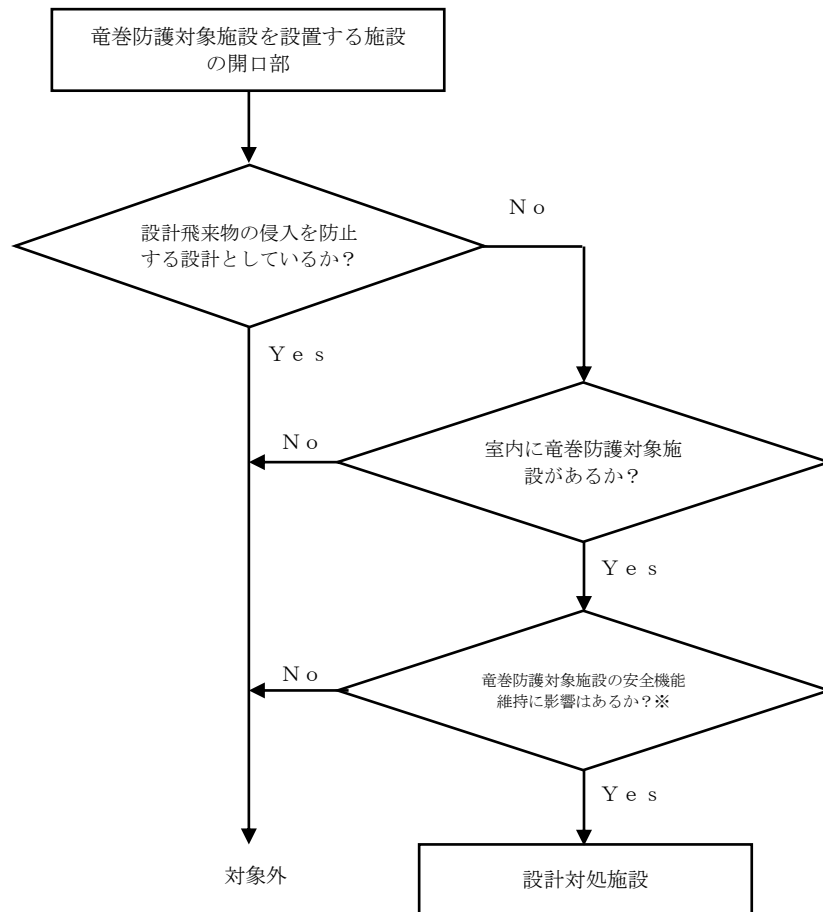 竜巻防護対象施設を設置する施設
の開口部
設計飛来物の侵入を防止
する設計としているか？
Ｎｏ
Ｙｅｓ
室内に竜巻防護対象施
設があるか？
Ｎｏ
Ｙｅｓ
竜巻防護対象施設の安全機能
維持に影響はあるか？※
Ｎｏ
Ｙｅｓ
対象外
設計対処施設